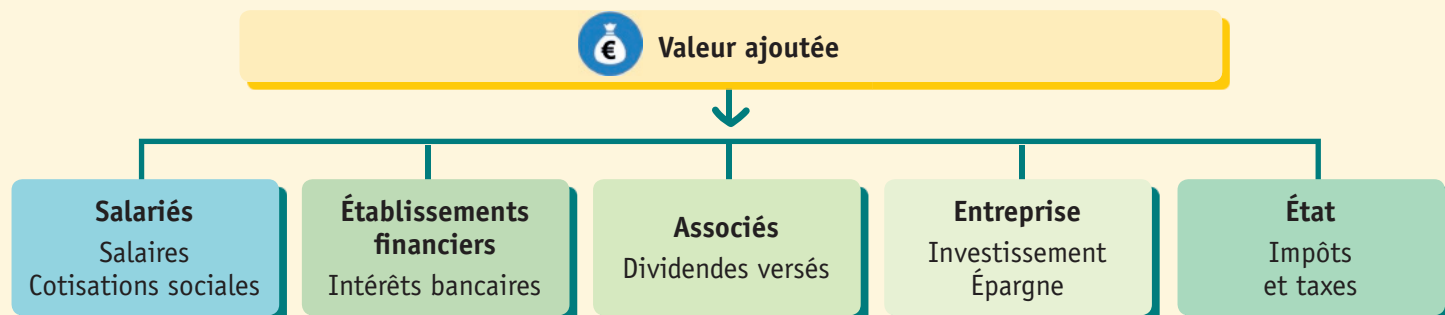 € Valeur ajoutée
Salariés
Salaires
Cotisations sociales
Établissements
financiers
Intérêts bancaires
Associés
Dividendes versés
Entreprise
Investissement
Épargne
État
Impôts
et taxes